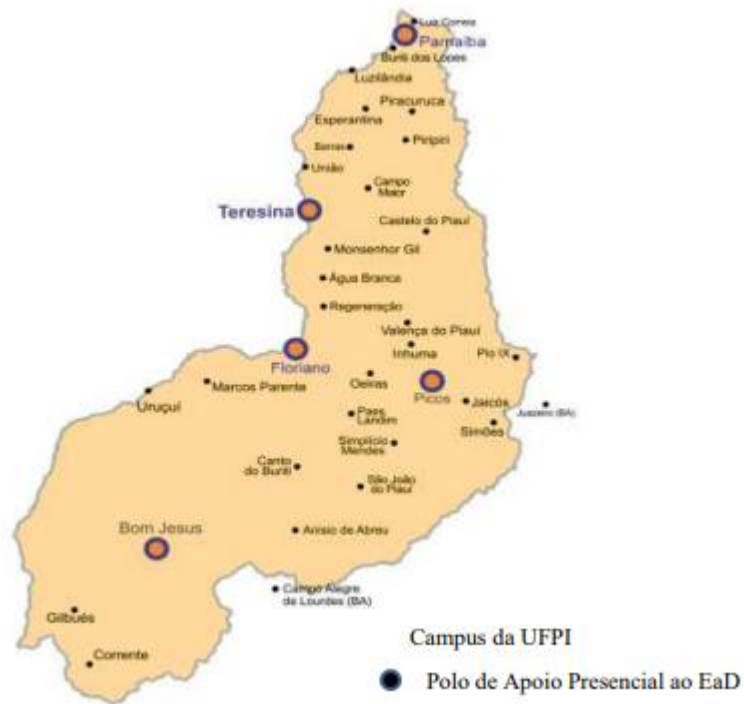 Lua Correia
Parnaíba
Buriti dos Lopes
Luzilândia
Piracuruca
Esperantina
Barras
Piripiri
União
Campo
Maior
Teresina
Castelo do Piauí
Monsenhor Gil
Água Branca
Regeneração
Valença do Piauí
Inhuma
Pio IX
Floriano
Oeiras
Marcos Parente
Picos
Uruçuí
Jaicós
Juazeiro (BA)
Paes
Landim
Simões
Simplício
Mendes
Canto
do Buriti
São João
do Piauí
Bom Jesus
Anísio de Abreu
Campo Alegre
de Lourdes (BA)
Gilbués
Corrente
Campus da UFPI
Polo de Apoio Presencial ao EaD